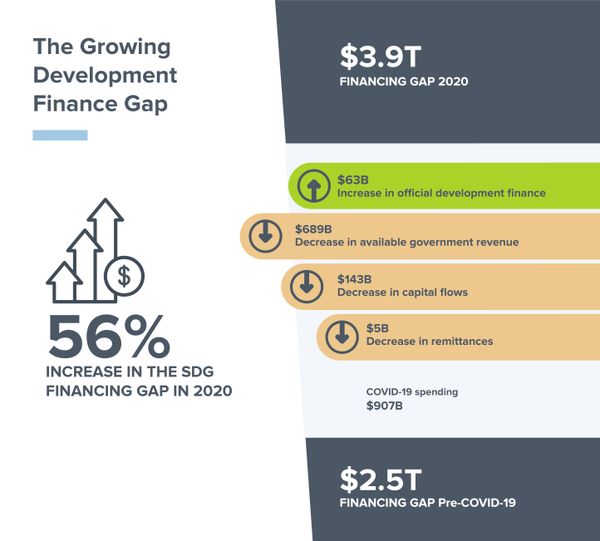 The Growing
Development
Finance Gap
$3.9T
FINANCING GAP 2020
$63B
Increase in official development finance
$689B
Decrease in available government revenue
$143B
Decrease in capital flows
$5B
Decrease in remittances
$
56%
INCREASE IN THE SDG
FINANCING GAP IN 2020
COVID-19 spending
$907B
$2.5T
FINANCING GAP Pre-COVID-19